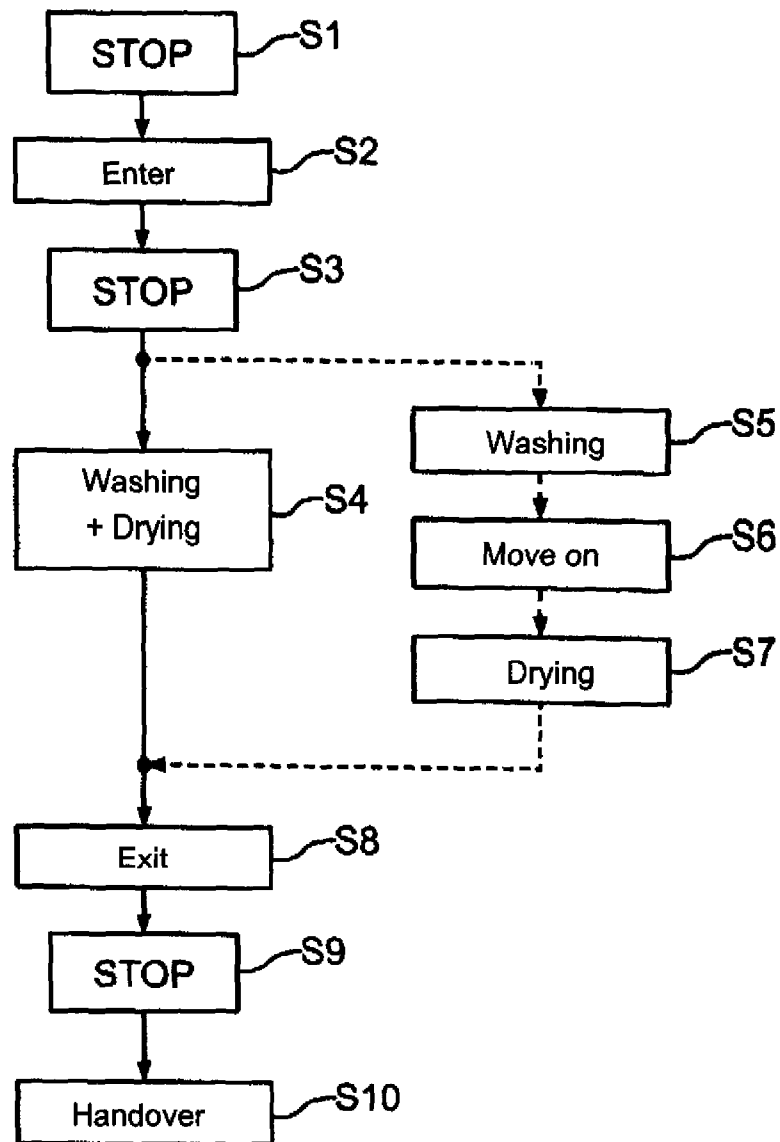 STOP S1
Enter S2
STOP S3
Washing S5
Washing
+ Drying S4
Move on S6
Drying S7
Exit S8
STOP S9
Handover S10